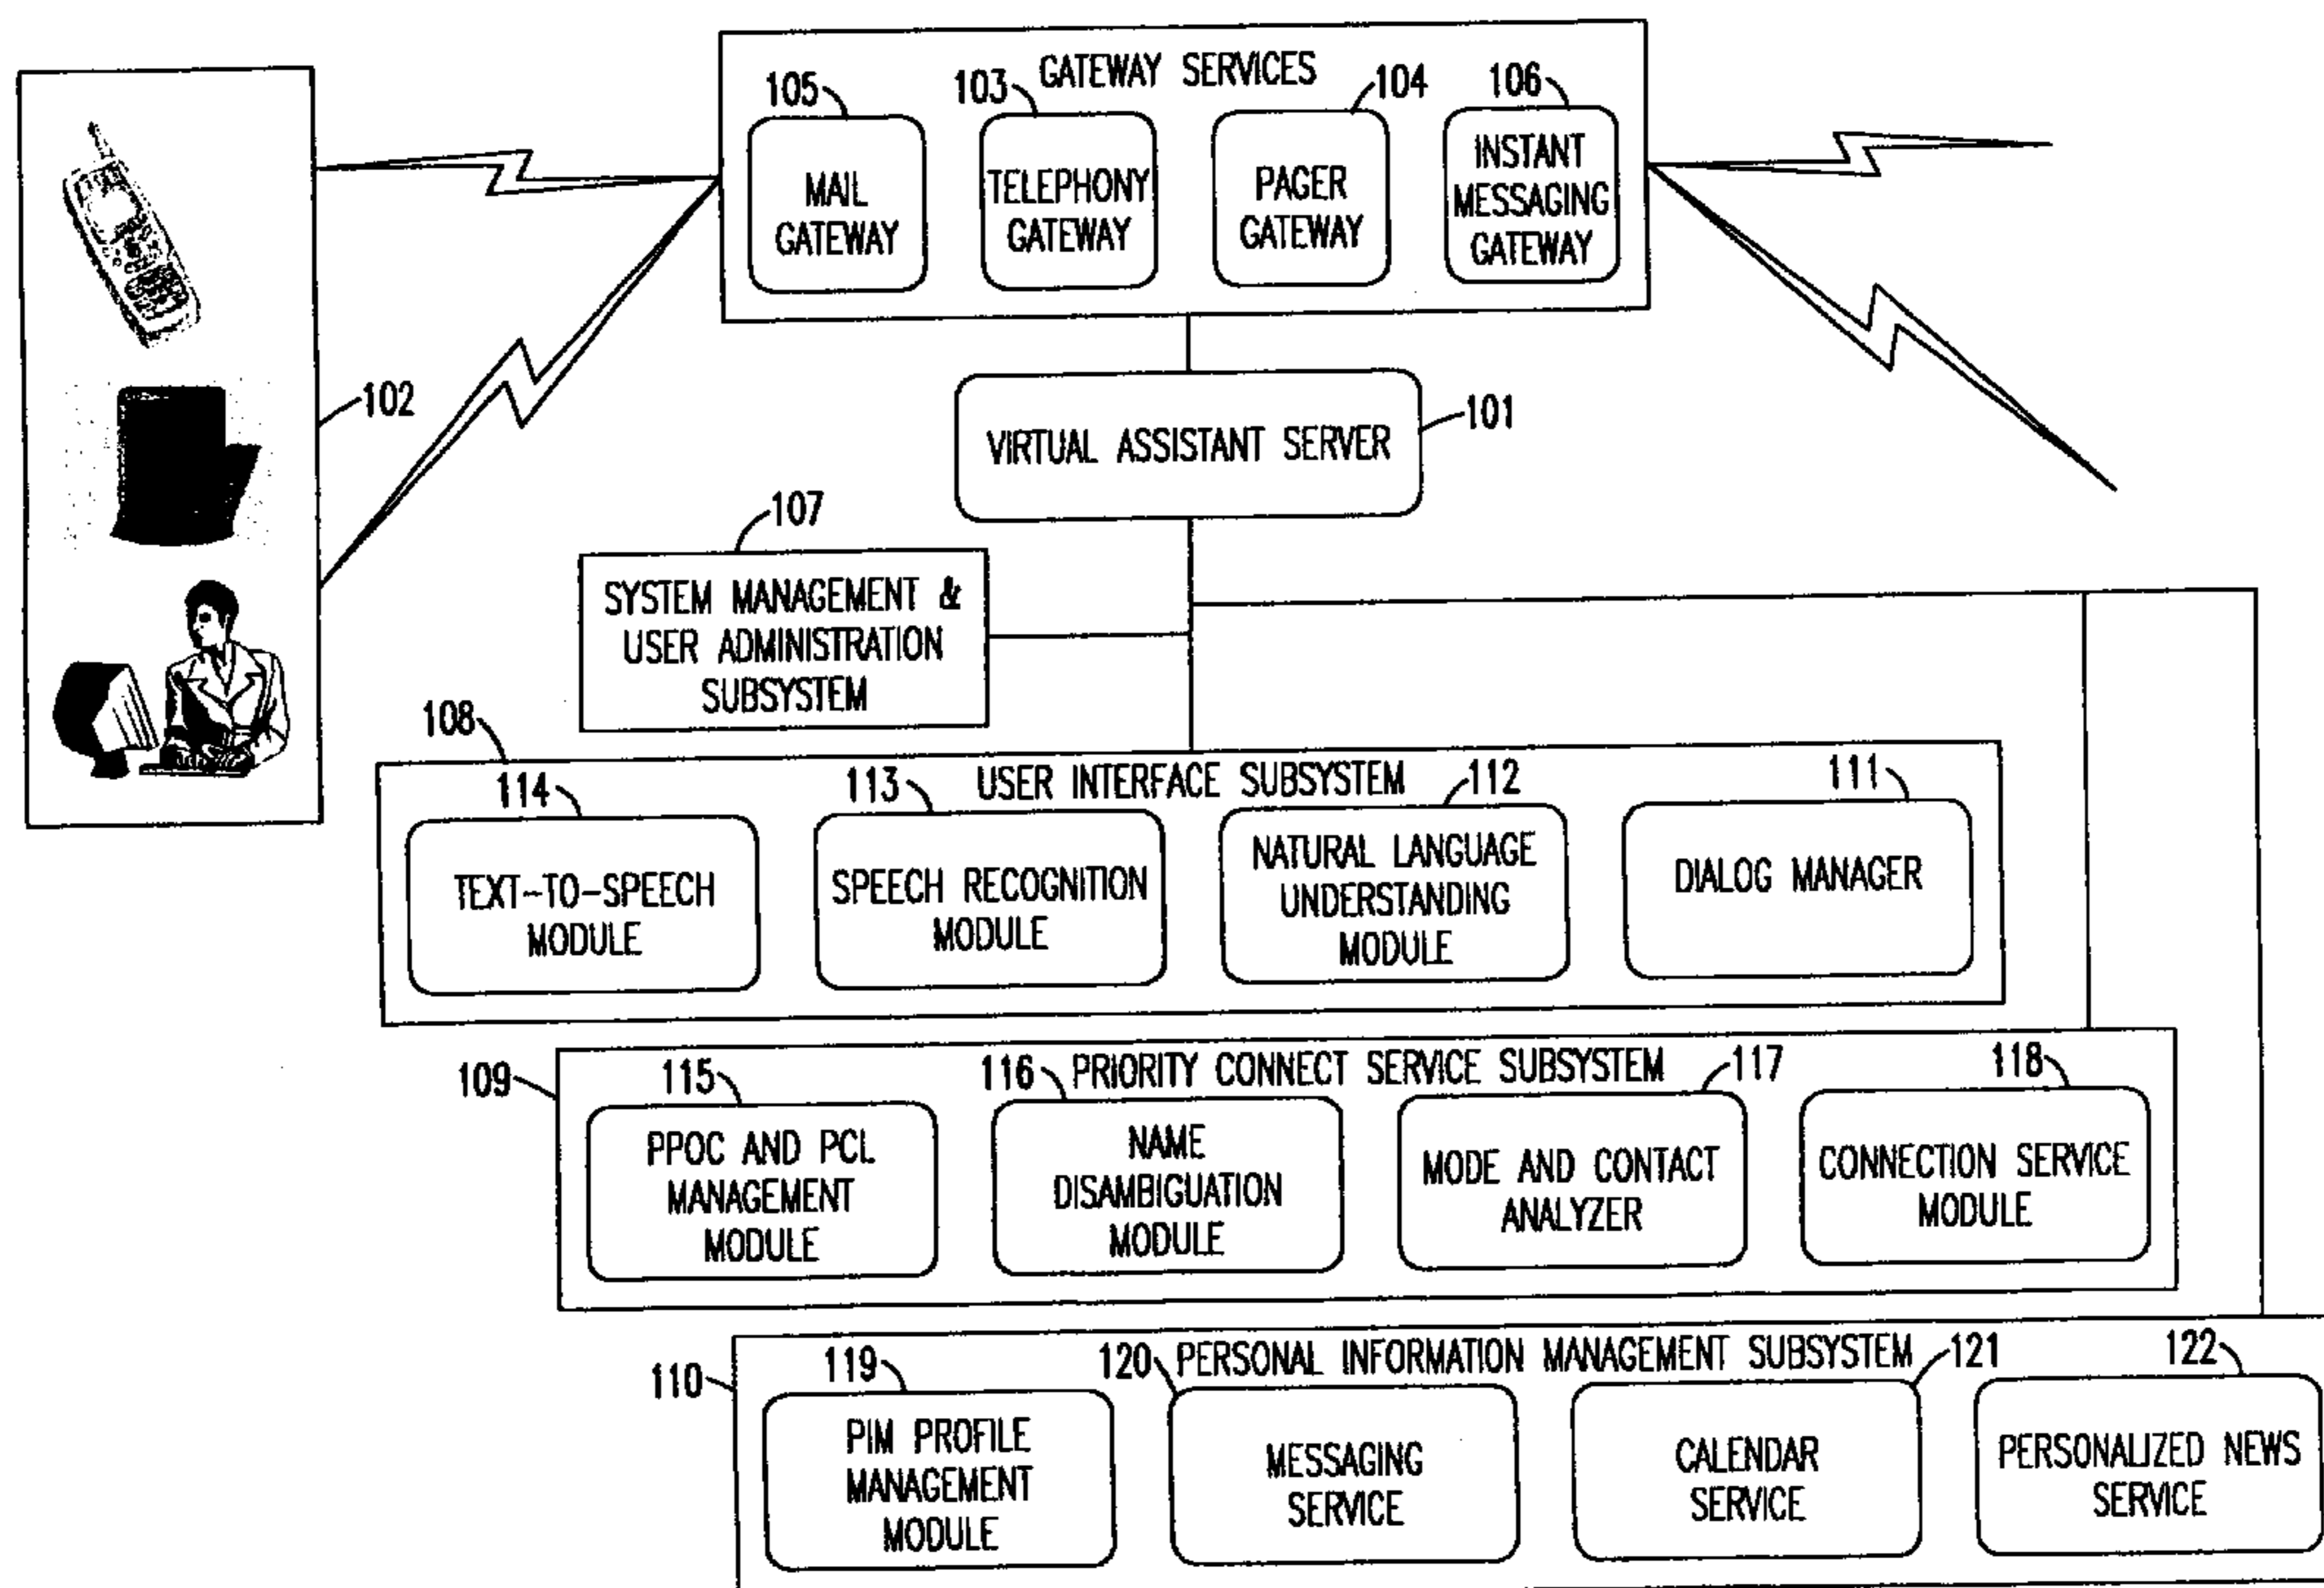 GATEWAY SERVICES
105
103
104
106
MAIL
GATEWAY
TELEPHONY
GATEWAY
PAGER
GATEWAY
INSTANT
MESSAGING
GATEWAY
102
VIRTUAL ASSISTANT SERVER
101
107
SYSTEM MANAGEMENT &
USER ADMINISTRATION
SUBSYSTEM
108
USER INTERFACE SUBSYSTEM
114
113
112
111
TEXT-TO-SPEECH
MODULE
SPEECH RECOGNITION
MODULE
NATURAL LANGUAGE
UNDERSTANDING
MODULE
DIALOG MANAGER
109
PRIORITY CONNECT SERVICE SUBSYSTEM
115
116
117
118
PPOC AND PCL
MANAGEMENT
MODULE
NAME
DISAMBIGUATION
MODULE
MODE AND CONTACT
ANALYZER
CONNECTION SERVICE
MODULE
110
PERSONAL INFORMATION MANAGEMENT SUBSYSTEM
119
120
121
122
PIM PROFILE
MANAGEMENT
MODULE
MESSAGING
SERVICE
CALENDAR
SERVICE
PERSONALIZED NEWS
SERVICE